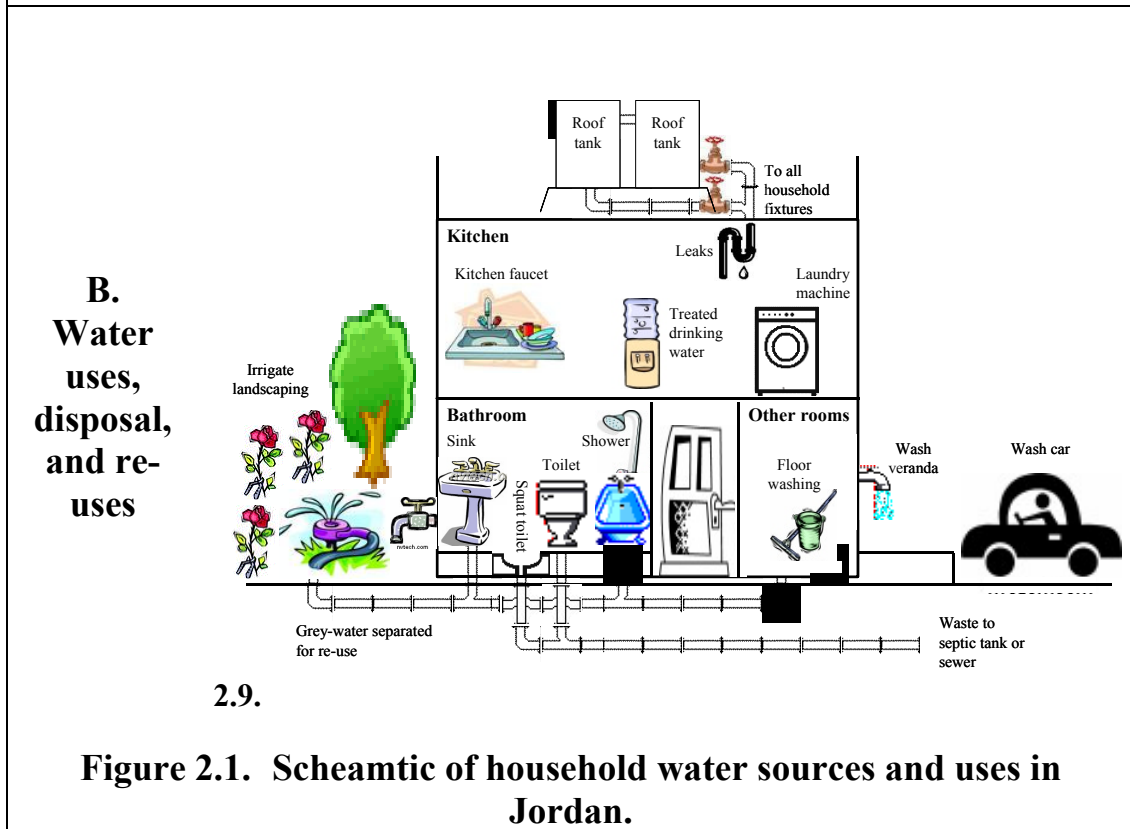 Roof
tank
Roof
tank
To all
household
fixtures
Kitchen
Leaks
Kitchen faucet
Laundry
machine
Treated
drinking
water
B.
Water
uses,
disposal,
and re-
uses
Irrigate
landscaping
Bathroom
Sink
Squat toilet
Toilet
Shower
Other rooms
Floor
washing
Wash
veranda
Wash car
Grey-water separated
for re-use
Waste to
septic tank or
sewer
2.9.
Figure 2.1. Scheamtic of household water sources and uses in
Jordan.